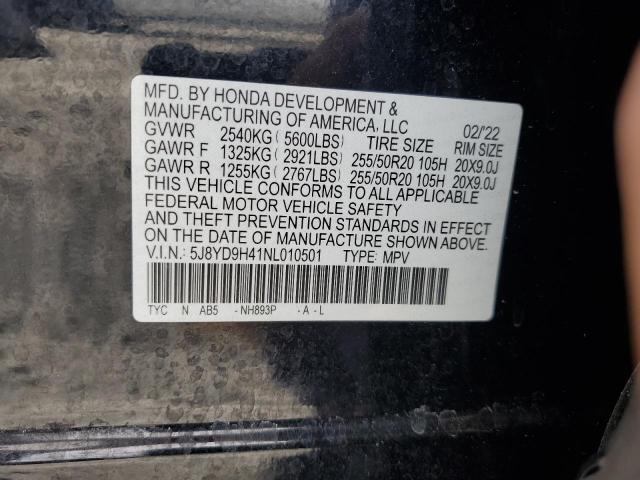 MFD. BY HONDA DEVELOPMENT &
MANUFACTURING OF AMERICA, LLC 02/'22
GVWR 2540KG (5600LBS) TIRE SIZE RIM SIZE
GAWR F 1325KG (2921LBS) 255/50R20 105H 20X9.0J
GAWR R 1255KG (2767LBS) 255/50R20 105H 20X9.0J
THIS VEHICLE CONFORMS TO ALL APPLICABLE
FEDERAL MOTOR VEHICLE SAFETY
AND THEFT PREVENTION STANDARDS IN EFFECT
ON THE DATE OF MANUFACTURE SHOWN ABOVE.
V.I.N.: 5J8YD9H41NL010501 TYPE: MPV
TYC N AB5 -NH893P -A-L